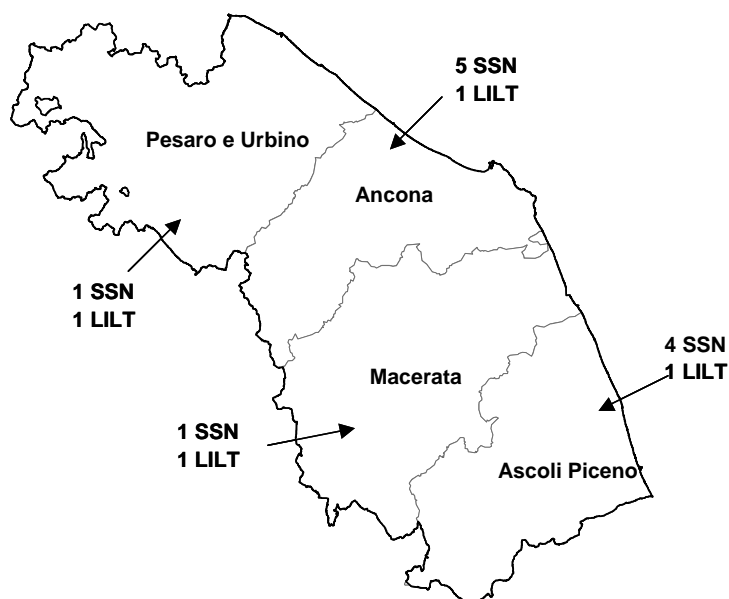 5 SSN
1 LILT
Pesaro e Urbino
Ancona
1 SSN
1 LILT
4 SSN
1 LILT
Macerata
1 SSN
1 LILT
Ascoli Piceno